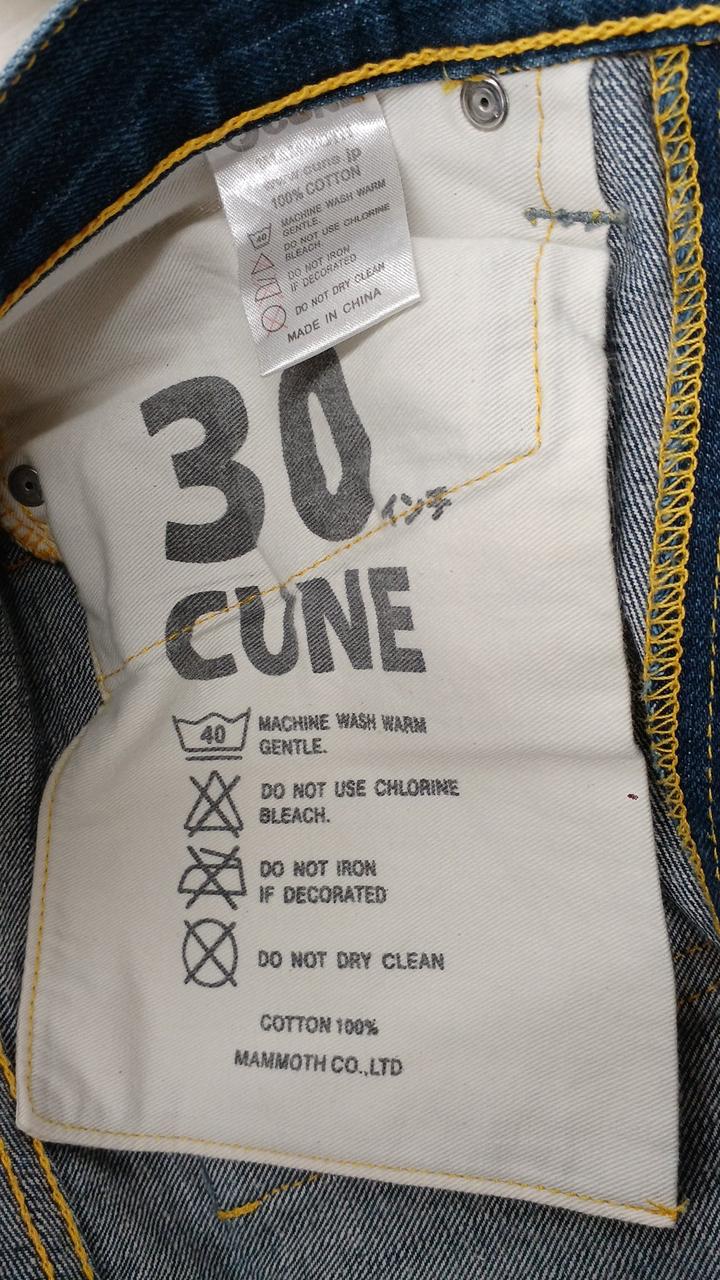 www.cune.jp
100% COTTON
40
MACHINE WASH WARM
GENTLE.
DO NOT USE CHLORINE
BLEACH.
DO NOT IRON
IF DECORATED
DO NOT DRY CLEAN
MADE IN CHINA
30
インチ
CUNE
40
MACHINE WASH WARM
GENTLE.
DO NOT USE CHLORINE
BLEACH.
DO NOT IRON
IF DECORATED
DO NOT DRY CLEAN
COTTON 100%
MAMMOTH CO.,LTD